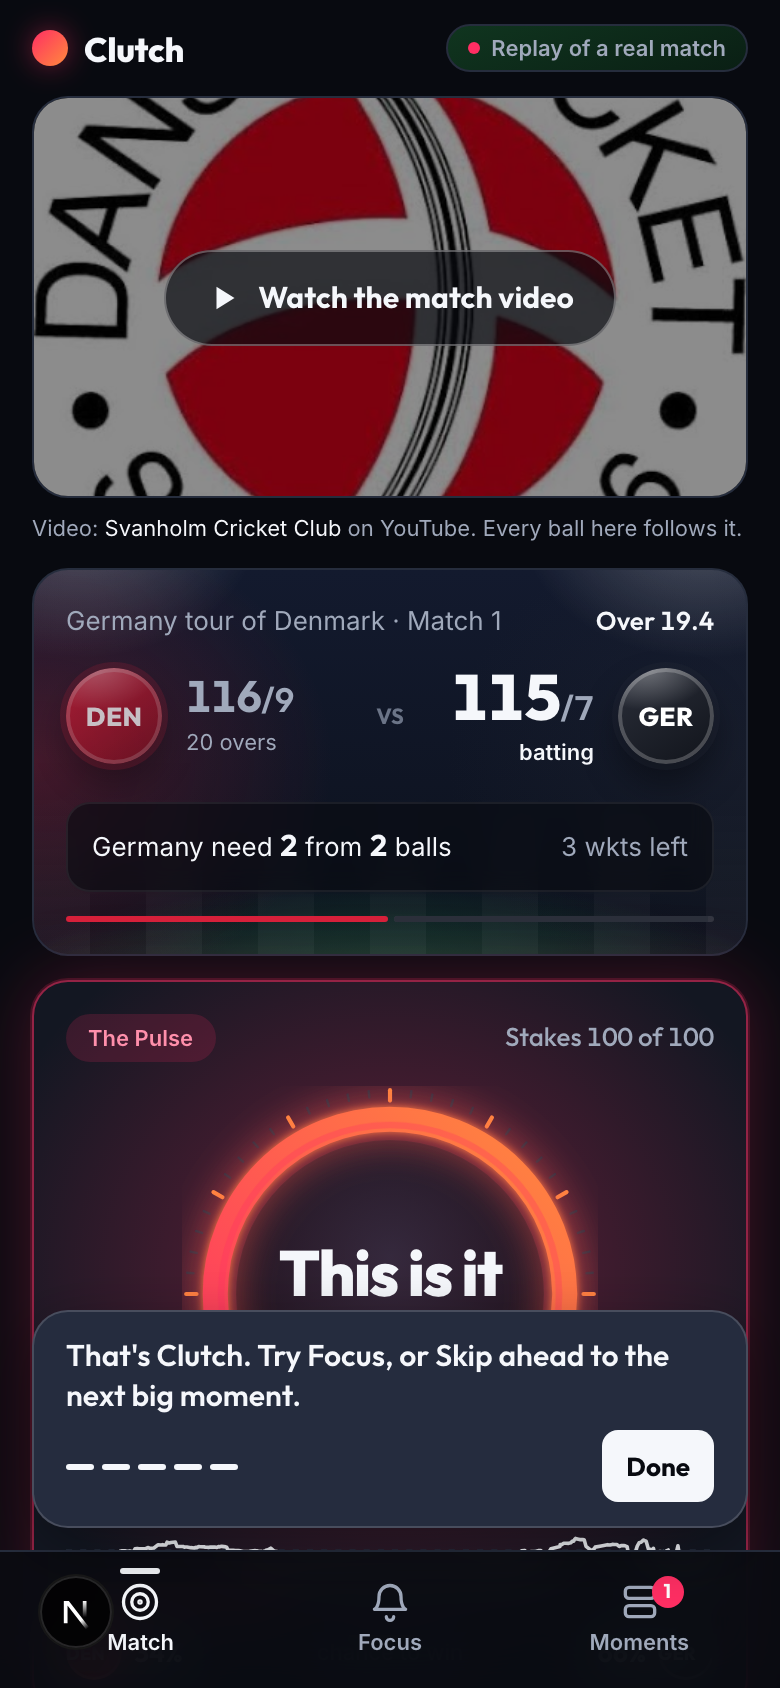 Clutch
Replay of a real match
DANS
CKET
Watch the match video
Video: Svanholm Cricket Club on YouTube. Every ball here follows it.
Germany tour of Denmark · Match 1
Over 19.4
DEN
116/9
20 overs
VS
115/7
batting
GER
Germany need 2 from 2 balls
3 wkts left
The Pulse
Stakes 100 of 100
This is it
That's Clutch. Try Focus, or Skip ahead to the
next big moment.
Done
N
Match
Focus
Moments
1